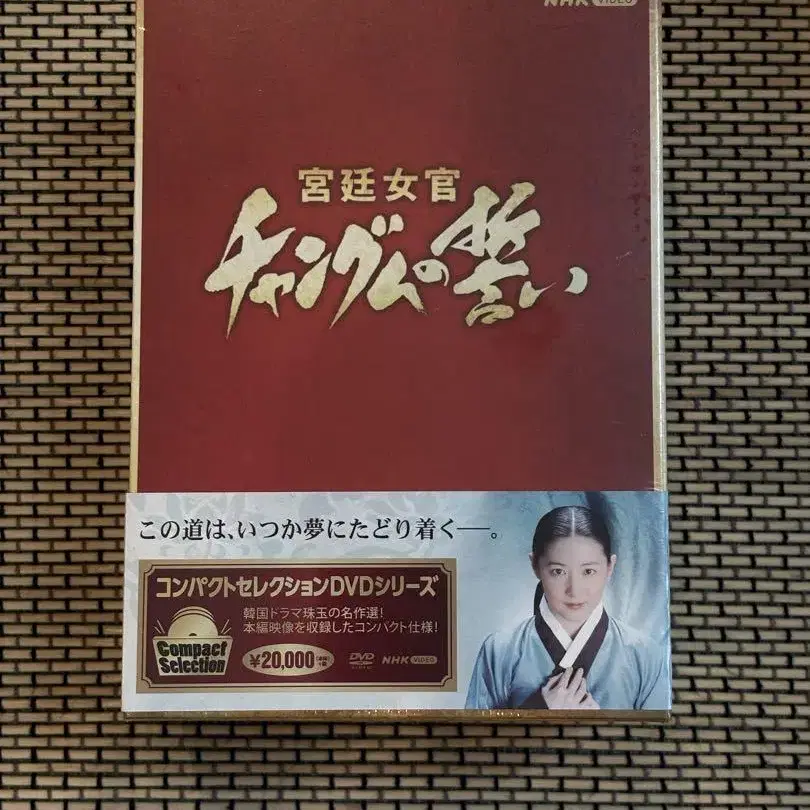 NHK VIDEO
宮廷女官
チャングムの誓い
この道は、いつか夢にたどり着く──。
コンパクトセレクションDVDシリーズ
韓国ドラマ珠玉の名作選!
本編映像を収録したコンパクト仕様!
Compact
Selection
¥20,000
DVD
VIDEO
NHK VIDEO